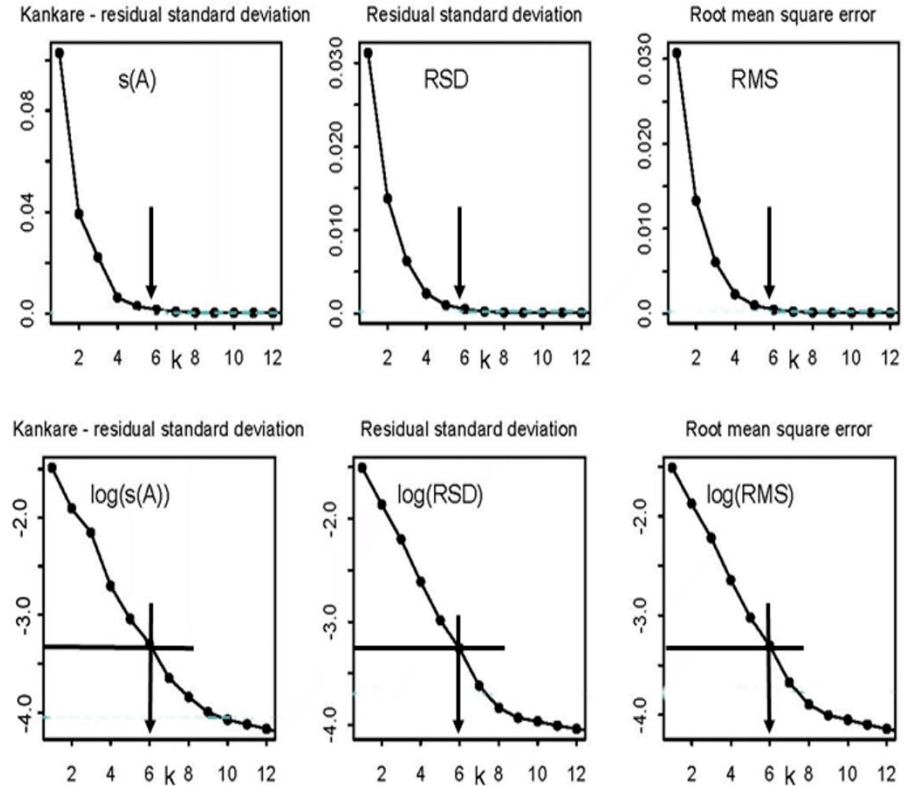 Kankare - residual standard deviation
Residual standard deviation
Root mean square error
s(A)
RSD
RMS
0.08
0.04
0.0
0.030
0.020
0.010
0.0
0.030
0.020
0.010
0.0
2 4 6 k 8 10 12
2 4 6 k 8 10 12
2 4 6 k 8 10 12
Kankare - residual standard deviation
Residual standard deviation
Root mean square error
log(s(A))
log(RSD)
log(RMS)
-2.0
-3.0
-4.0
-2.0
-3.0
-4.0
-2.0
-3.0
-4.0
2 4 6 k 8 10 12
2 4 6 k 8 10 12
2 4 6 k 8 10 12